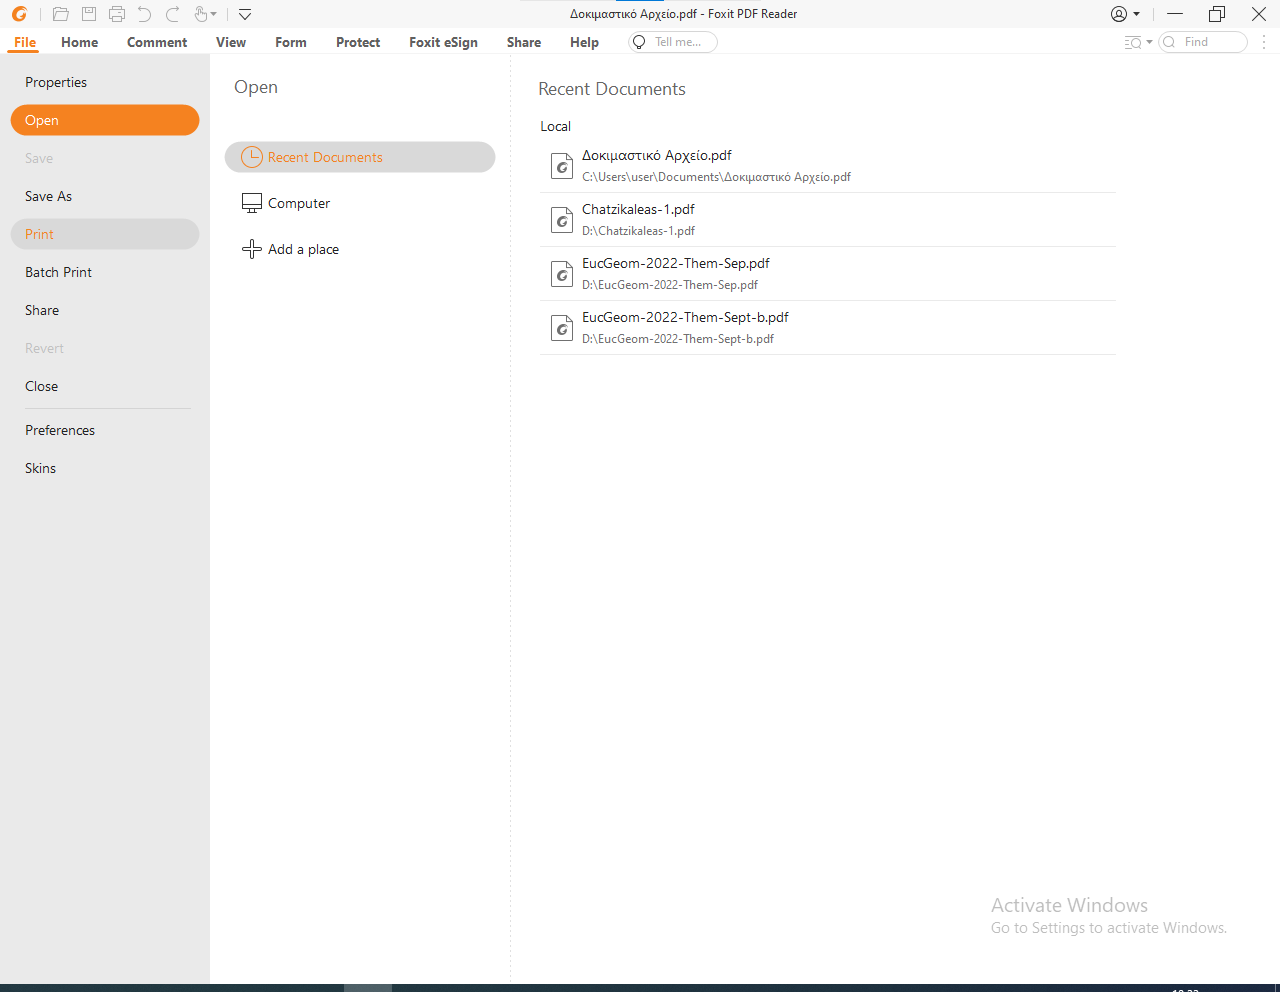 Δοκιμαστικό Αρχείο.pdf - Foxit PDF Reader
File Home Comment View Form Protect Foxit eSign Share Help Tell me... Find
Properties
Open
Save
Save As
Print
Batch Print
Share
Revert
Close
Preferences
Skins
Open
Recent Documents
Computer
Add a place
Recent Documents
Local
Δοκιμαστικό Αρχείο.pdf
C:\Users\user\Documents\Δοκιμαστικό Αρχείο.pdf
Chatzikaleas-1.pdf
D:\Chatzikaleas-1.pdf
EucGeom-2022-Them-Sep.pdf
D:\EucGeom-2022-Them-Sep.pdf
EucGeom-2022-Them-Sept-b.pdf
D:\EucGeom-2022-Them-Sept-b.pdf
Activate Windows
Go to Settings to activate Windows.